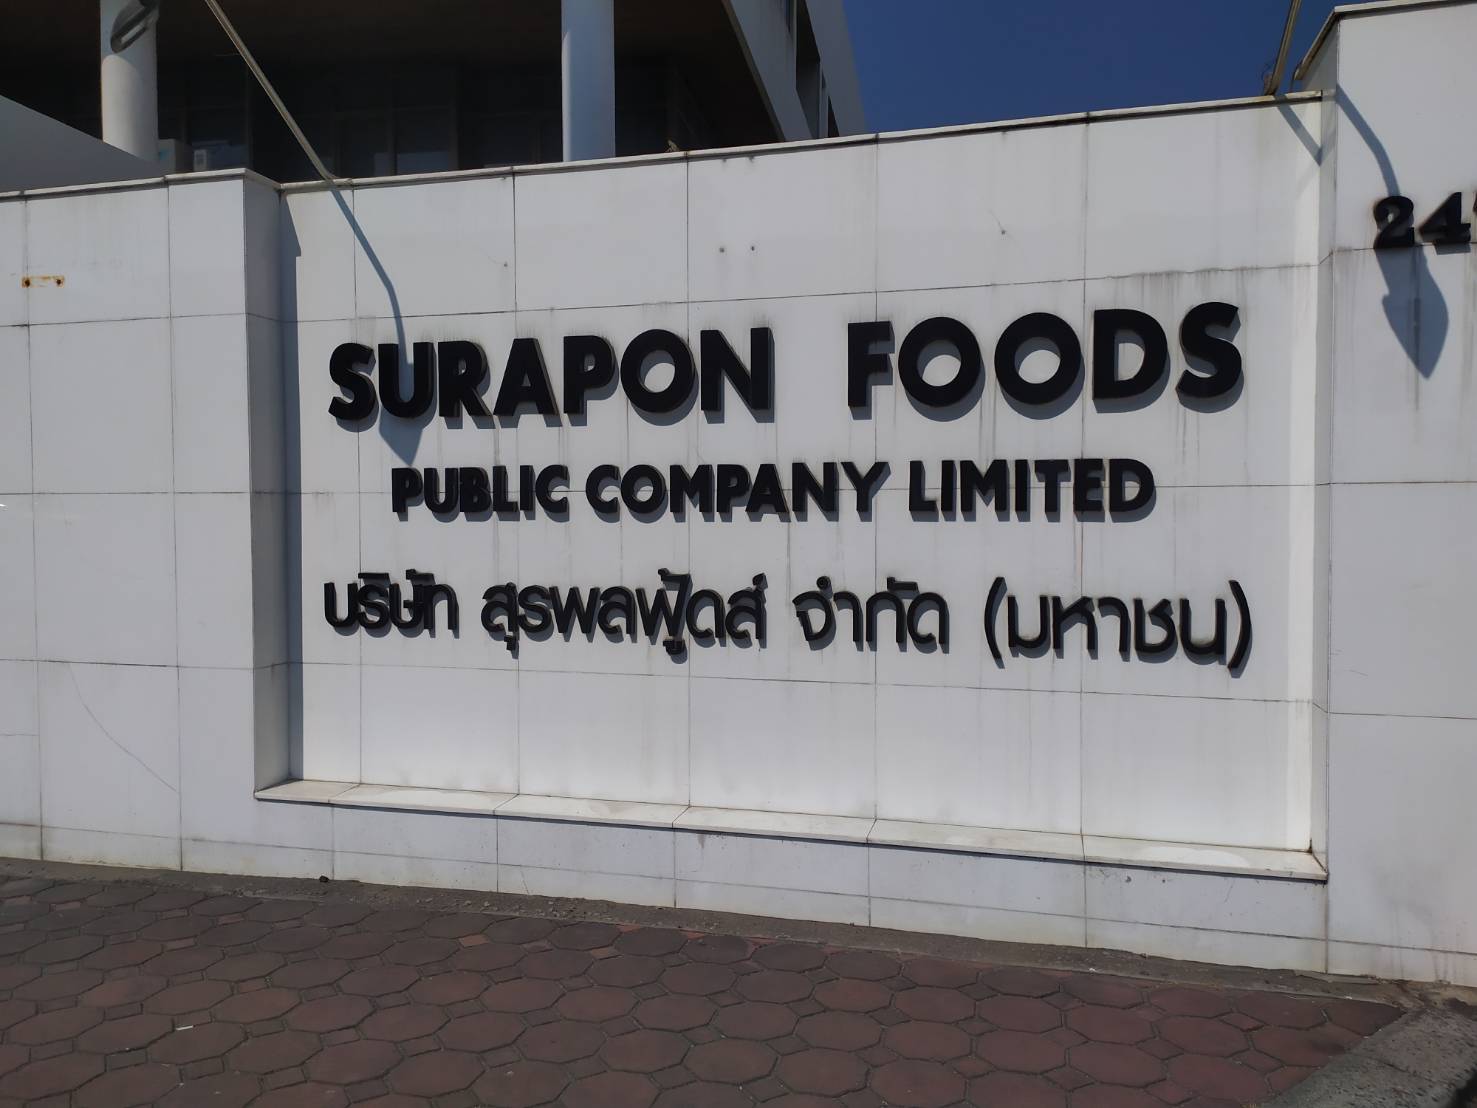 SURAPON FOODS
PUBLIC COMPANY LIMITED
บริษัท สุรพลฟู้ดส์ จำกัด (มหาชน)